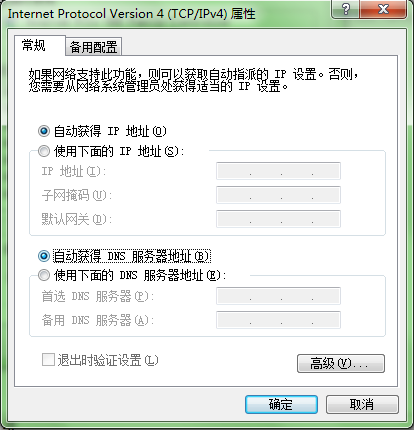 Internet Protocol Version 4 (TCP/IPv4) 属性
常规
备用配置
如果网络支持此功能，则可以获取自动指派的 IP 设置。否则，
您需要从网络系统管理员处获得适当的 IP 设置。
自动获得 IP 地址(O)
使用下面的 IP 地址(S):
IP 地址(I):
子网掩码(U):
默认网关(D):
自动获得 DNS 服务器地址(B)
使用下面的 DNS 服务器地址(E):
首选 DNS 服务器(P):
备用 DNS 服务器(A):
退出时验证设置(L)
高级(V)...
确定
取消